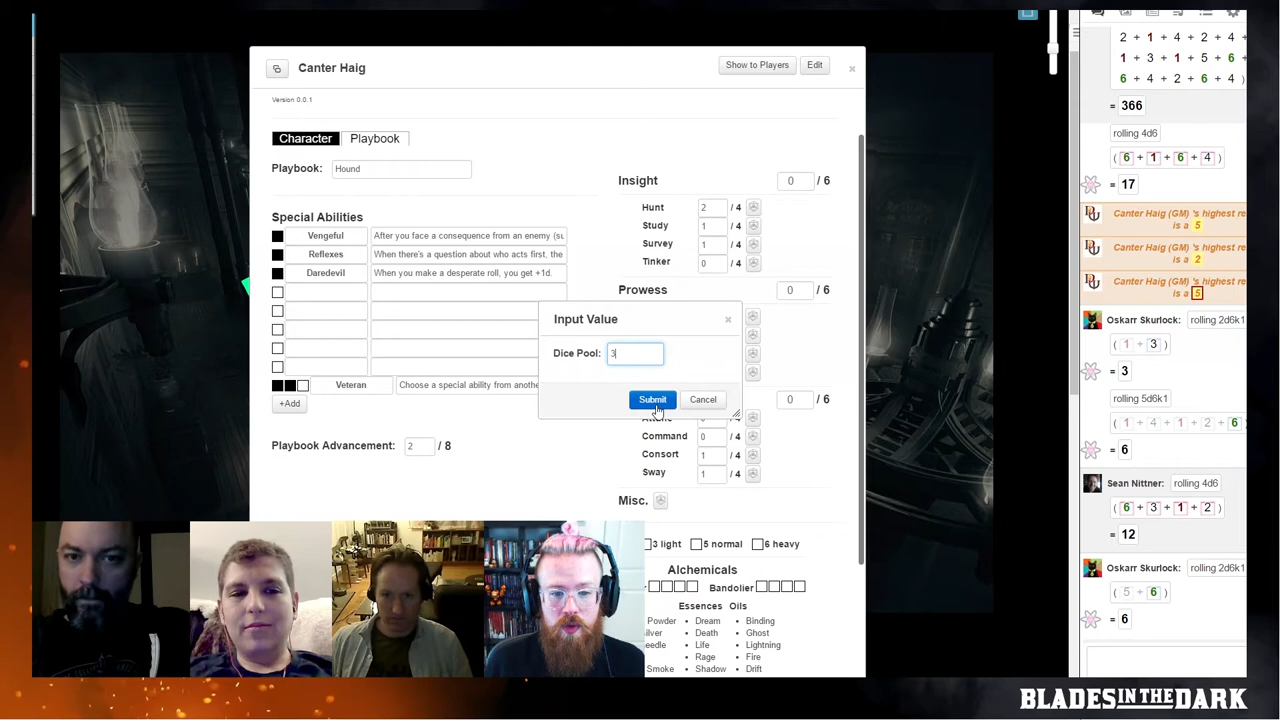 Canter Haig
Show to Players
Edit
Version 0.0.1
Character
Playbook
Playbook:
Hound
Special Abilities
Vengeful
After you face a consequence from an enemy (su
Reflexes
When there's a question about who acts first, the
Daredevil
When you make a desperate roll, you get +1d.
Veteran
Choose a special ability from anothe
+Add
Playbook Advancement:
2
/ 8
Insight
0
/ 6
Hunt
2
/ 4
Study
1
/ 4
Survey
1
/ 4
Tinker
0
/ 4
Prowess
0
/ 6
Input Value
Dice Pool:
3
Submit
Cancel
0
/ 6
/ 4
Command
0
/ 4
Consort
1
/ 4
Sway
1
/ 4
Misc.
3 light
5 normal
6 heavy
Alchemicals
Bandolier
Essences
Oils
Powder
• Dream
• Binding
• Death
• Ghost
• Life
• Lightning
• Rage
• Fire
Smoke
• Shadow
• Drift
2 + 1 + 4 + 2 + 4 +
1 + 3 + 1 + 5 + 6
6 + 4 + 2 + 6 + 4 )
= 366
rolling 4d6
( 6 + 1 + 6 + 4 )
= 17
Canter Haig (GM) 's highest re
is a 5
Canter Haig (GM) 's highest re
is a 2
Canter Haig (GM) 's highest re
is a 5
Oskarr Skurlock:
rolling 2d6k1
( 1 + 3 )
= 3
rolling 5d6k1
( 1 + 4 + 1 + 2 + 6
= 6
Sean Nittner:
rolling 4d6
( 6 + 3 + 1 + 2 )
= 12
Oskarr Skurlock:
rolling 2d6k1
( 5 + 6 )
= 6
BLADES IN THE DARK